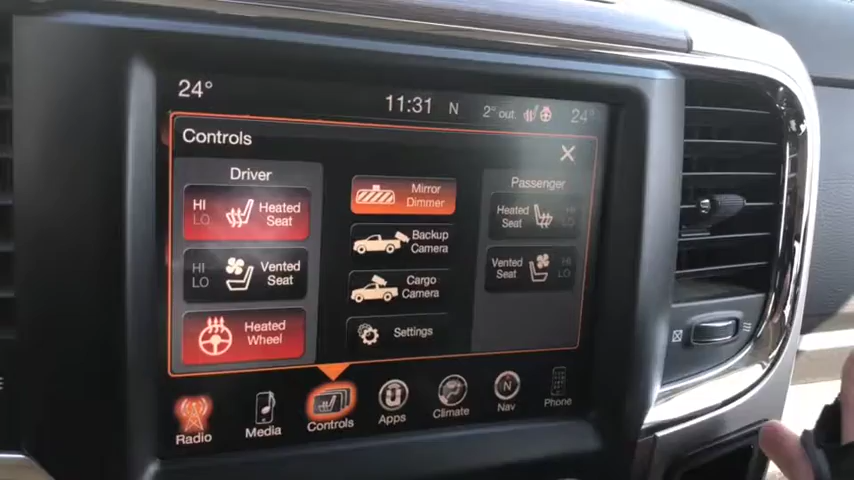 24° 11:31 N 2° out 24°
Controls X
Driver
Passenger
HI LO Heated Seat
Mirror Dimmer
Heated Seat HI LO
HI LO Vented Seat
Backup Camera
Vented Seat HI LO
Cargo Camera
Heated Wheel
Settings
Radio Media Controls Apps Climate Nav Phone